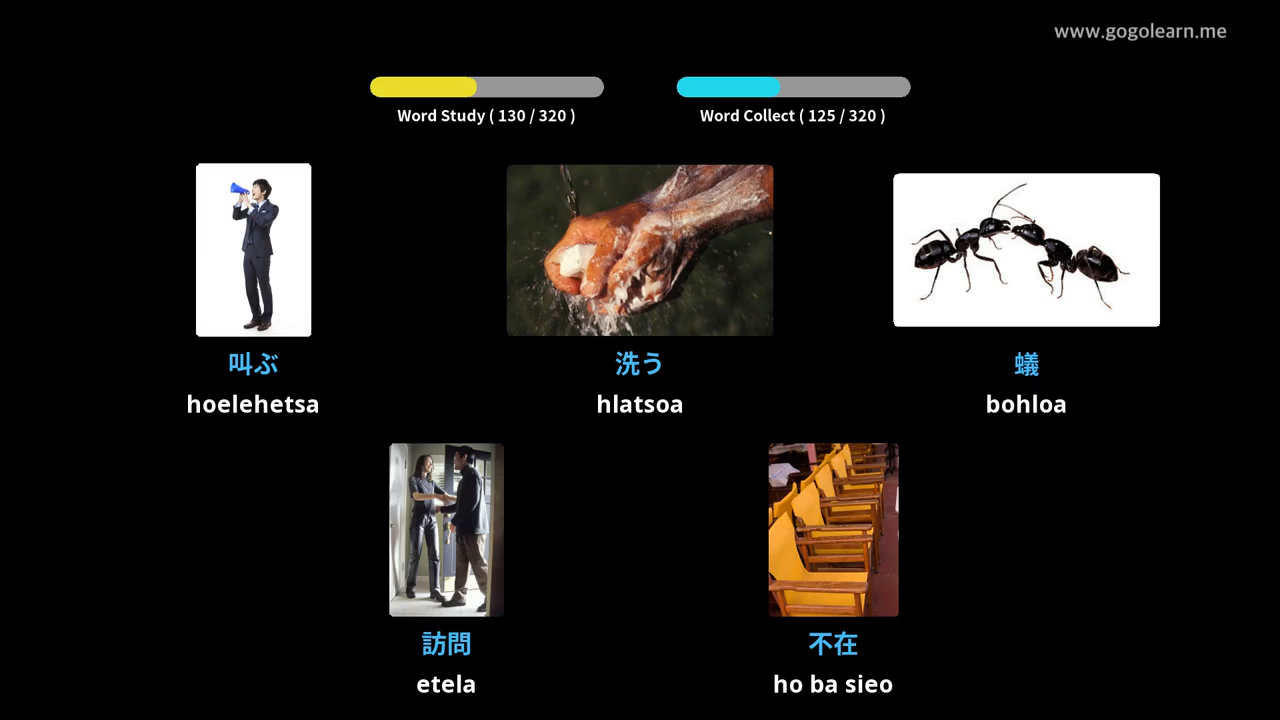 www.gogolearn.me
Word Study ( 130 / 320 )
Word Collect ( 125 / 320 )
叫ぶ
hoelehetsa
洗う
hlatsoa
蟻
bohloa
訪問
etela
不在
ho ba sieo